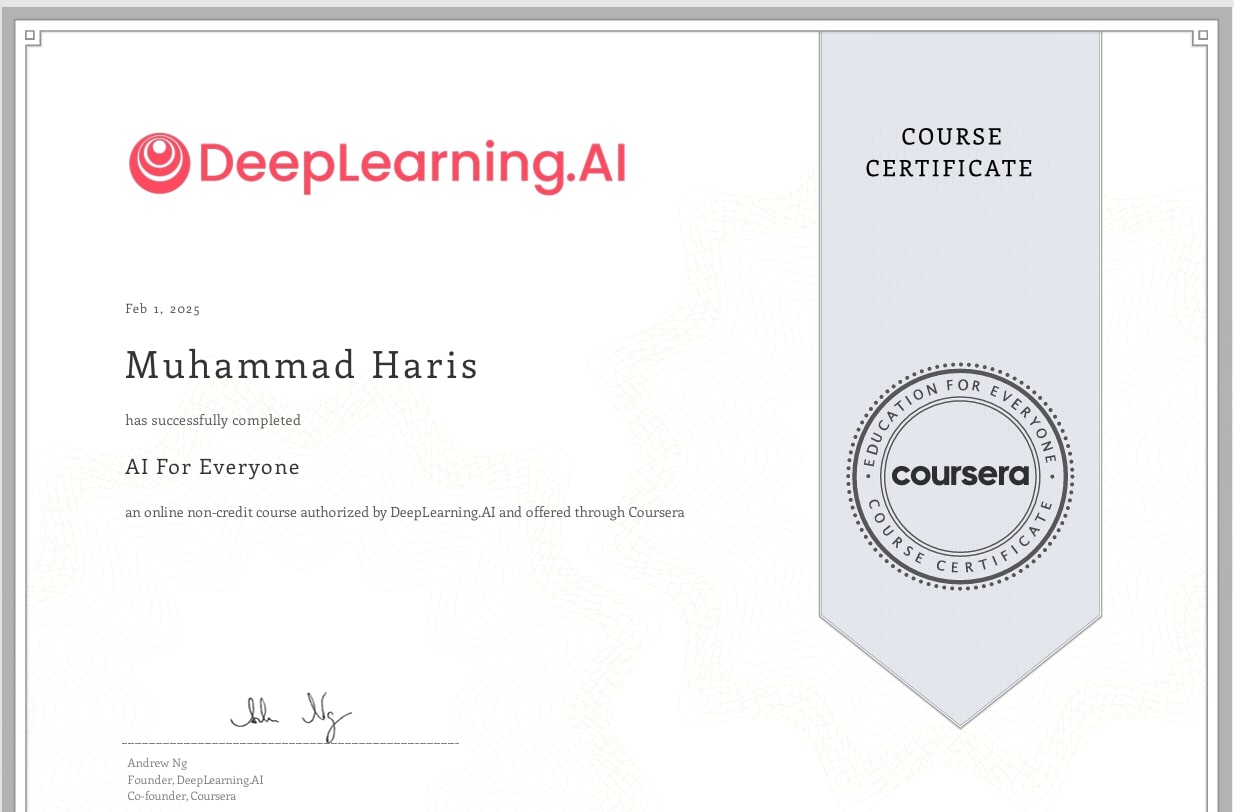 DeepLearning.AI
COURSE
CERTIFICATE
Feb 1, 2025
Muhammad Haris
has successfully completed
AI For Everyone
an online non-credit course authorized by DeepLearning.AI and offered through Coursera
EDUCATION FOR EVERYONE
coursera
COURSE CERTIFICATE
Andrew Ng
Founder, DeepLearning.AI
Co-founder, Coursera